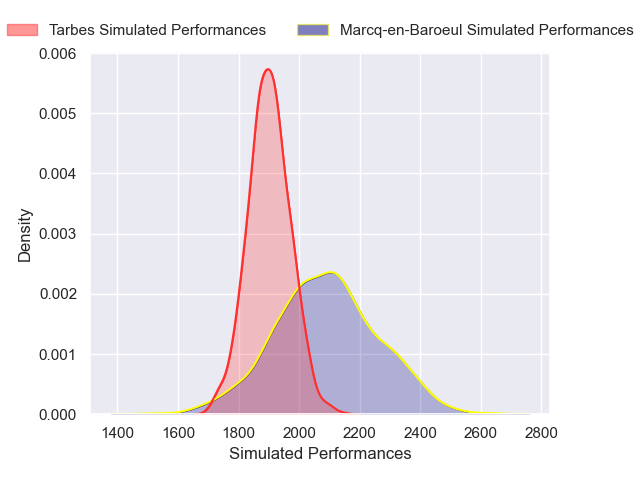 Tarbes Simulated Performances
Marcq-en-Baroeul Simulated Performances
0.006
0.005
0.004
0.003
0.002
0.001
0.000
Density
1400 1600 1800 2000 2200 2400 2600 2800
Simulated Performances